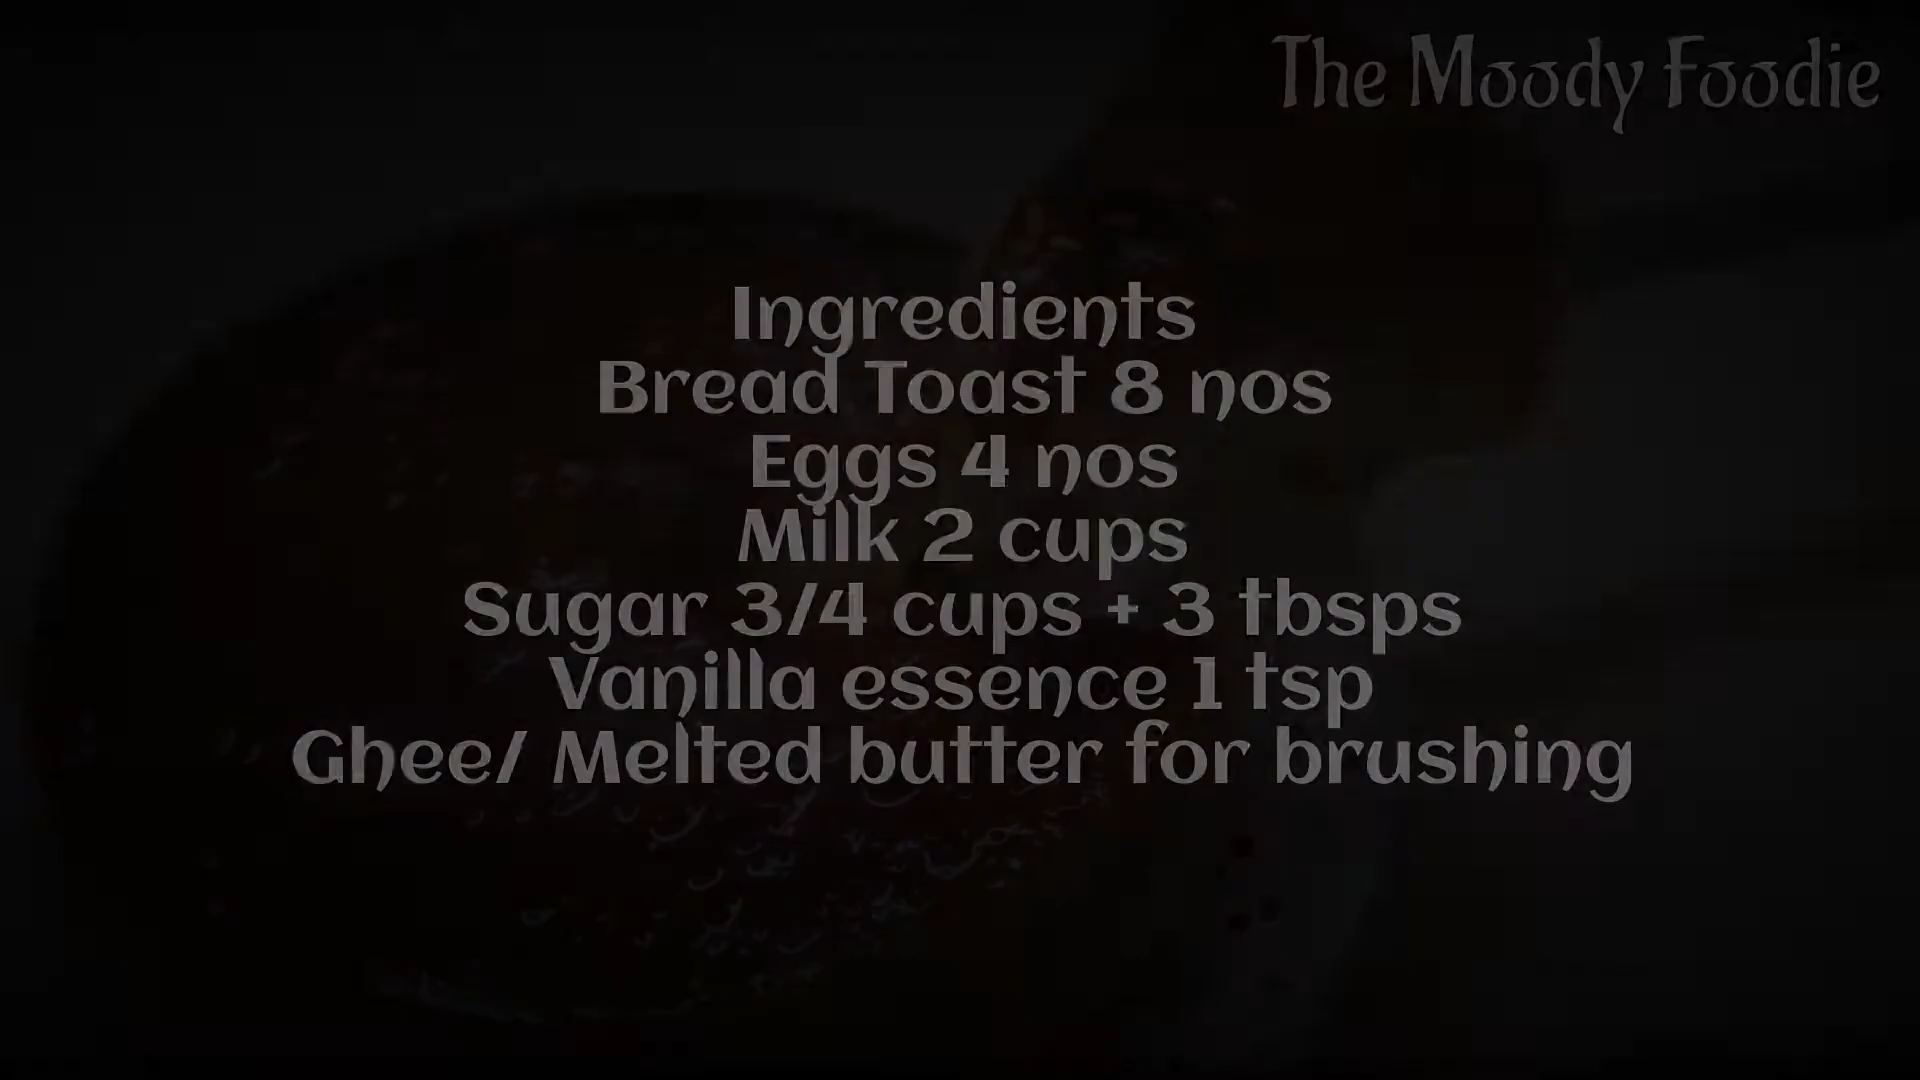 The Moody Foodie
Ingredients
Bread Toast 8 nos
Eggs 4 nos
Milk 2 cups
Sugar 3/4 cups + 3 tbsps
Vanilla essence 1 tsp
Ghee/ Melted butter for brushing